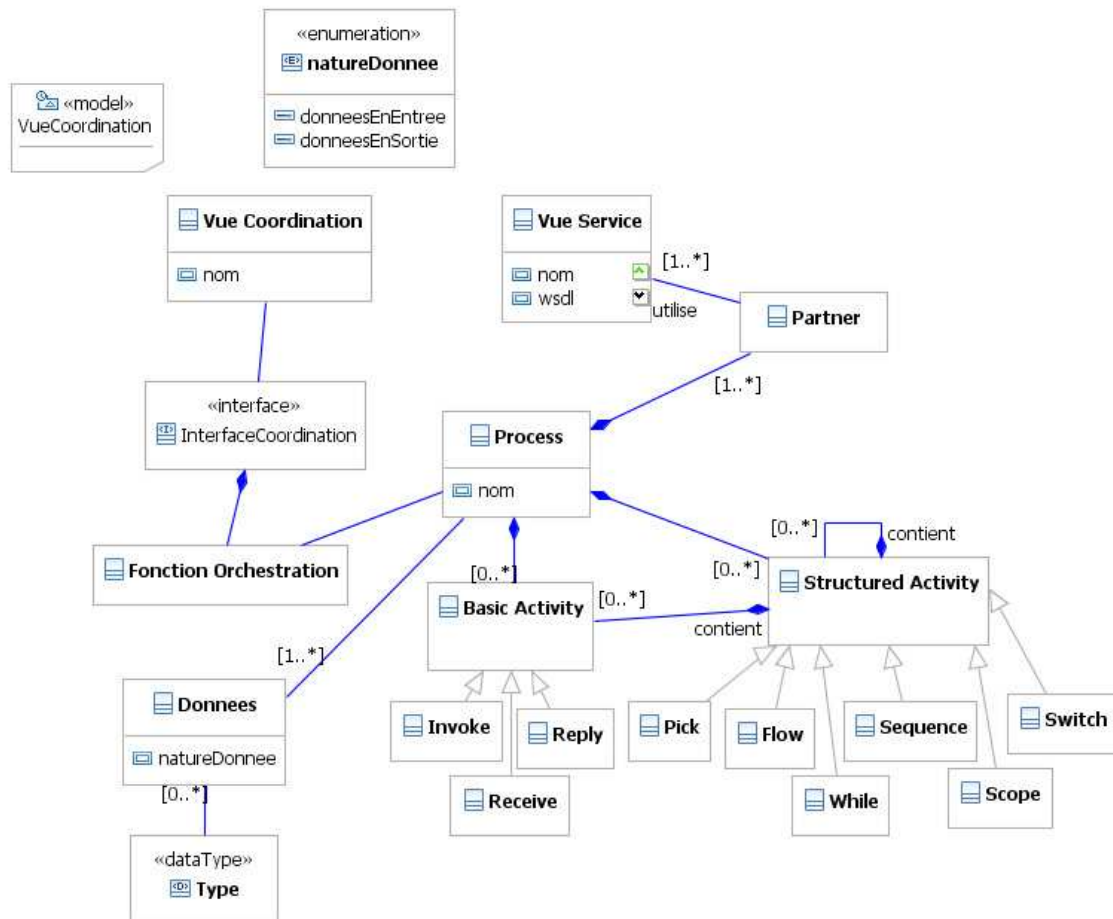 «enumeration»
natureDonnee
donneesEnEntree
donneesEnSortie
«model»
VueCoordination
Vue Coordination
nom
Vue Service
nom
wsdl
[1..*]
utilise
Partner
[1..*]
«interface»
InterfaceCoordination
Process
nom
Fonction Orchestration
[0..*]
Basic Activity
[0..*]
contient
[0..*]
[0..*]
contient
Structured Activity
[1..*]
Donnees
natureDonnee
[0..*]
«dataType»
Type
Invoke
Reply
Receive
Pick
Flow
Sequence
Switch
While
Scope